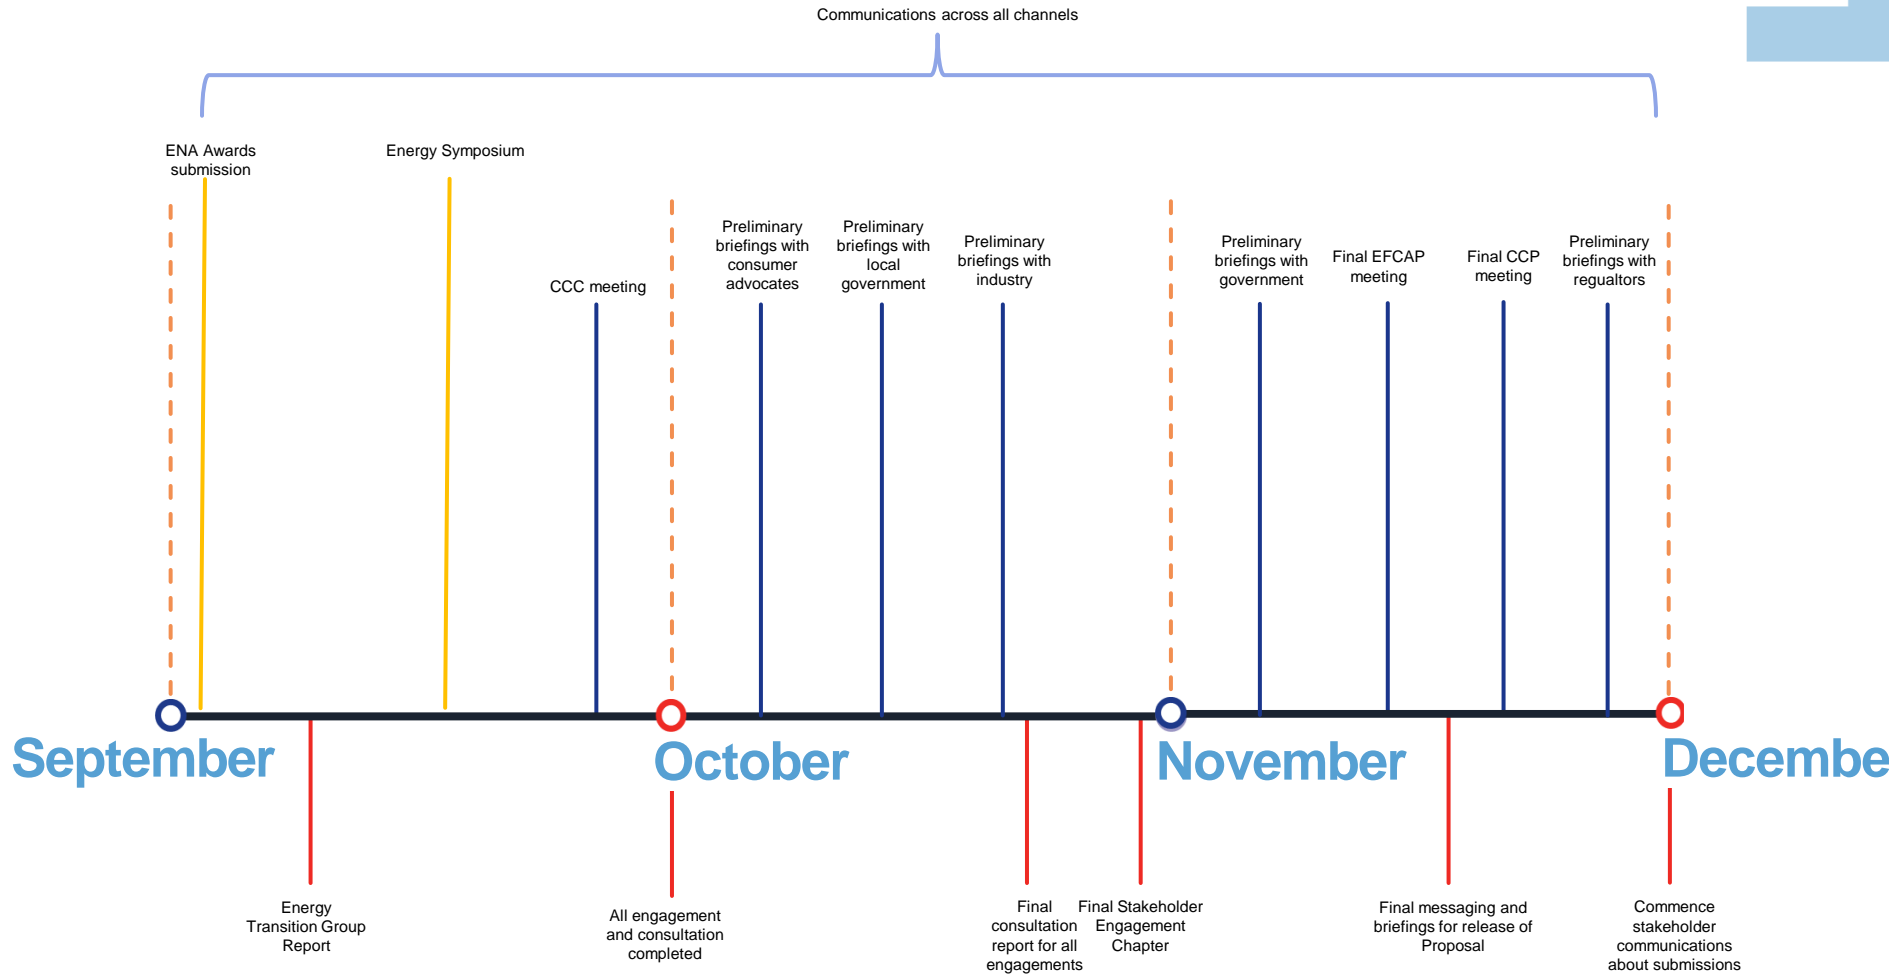 Communications across all channels
ENA Awards
submission
Energy Symposium
CCC meeting
Preliminary
briefings with
consumer
advocates
Preliminary
briefings with
local
government
Preliminary
briefings with
industry
Preliminary
briefings with
government
Final EFCAP
meeting
Final CCP
meeting
Preliminary
briefings with
regualtors
September
October
November
Decembe
Energy
Transition Group
Report
All engagement
and consultation
completed
Final
consultation
report for all
engagements
Final Stakeholder
Engagement
Chapter
Final messaging and
briefings for release of
Proposal
Commence
stakeholder
communications
about submissions